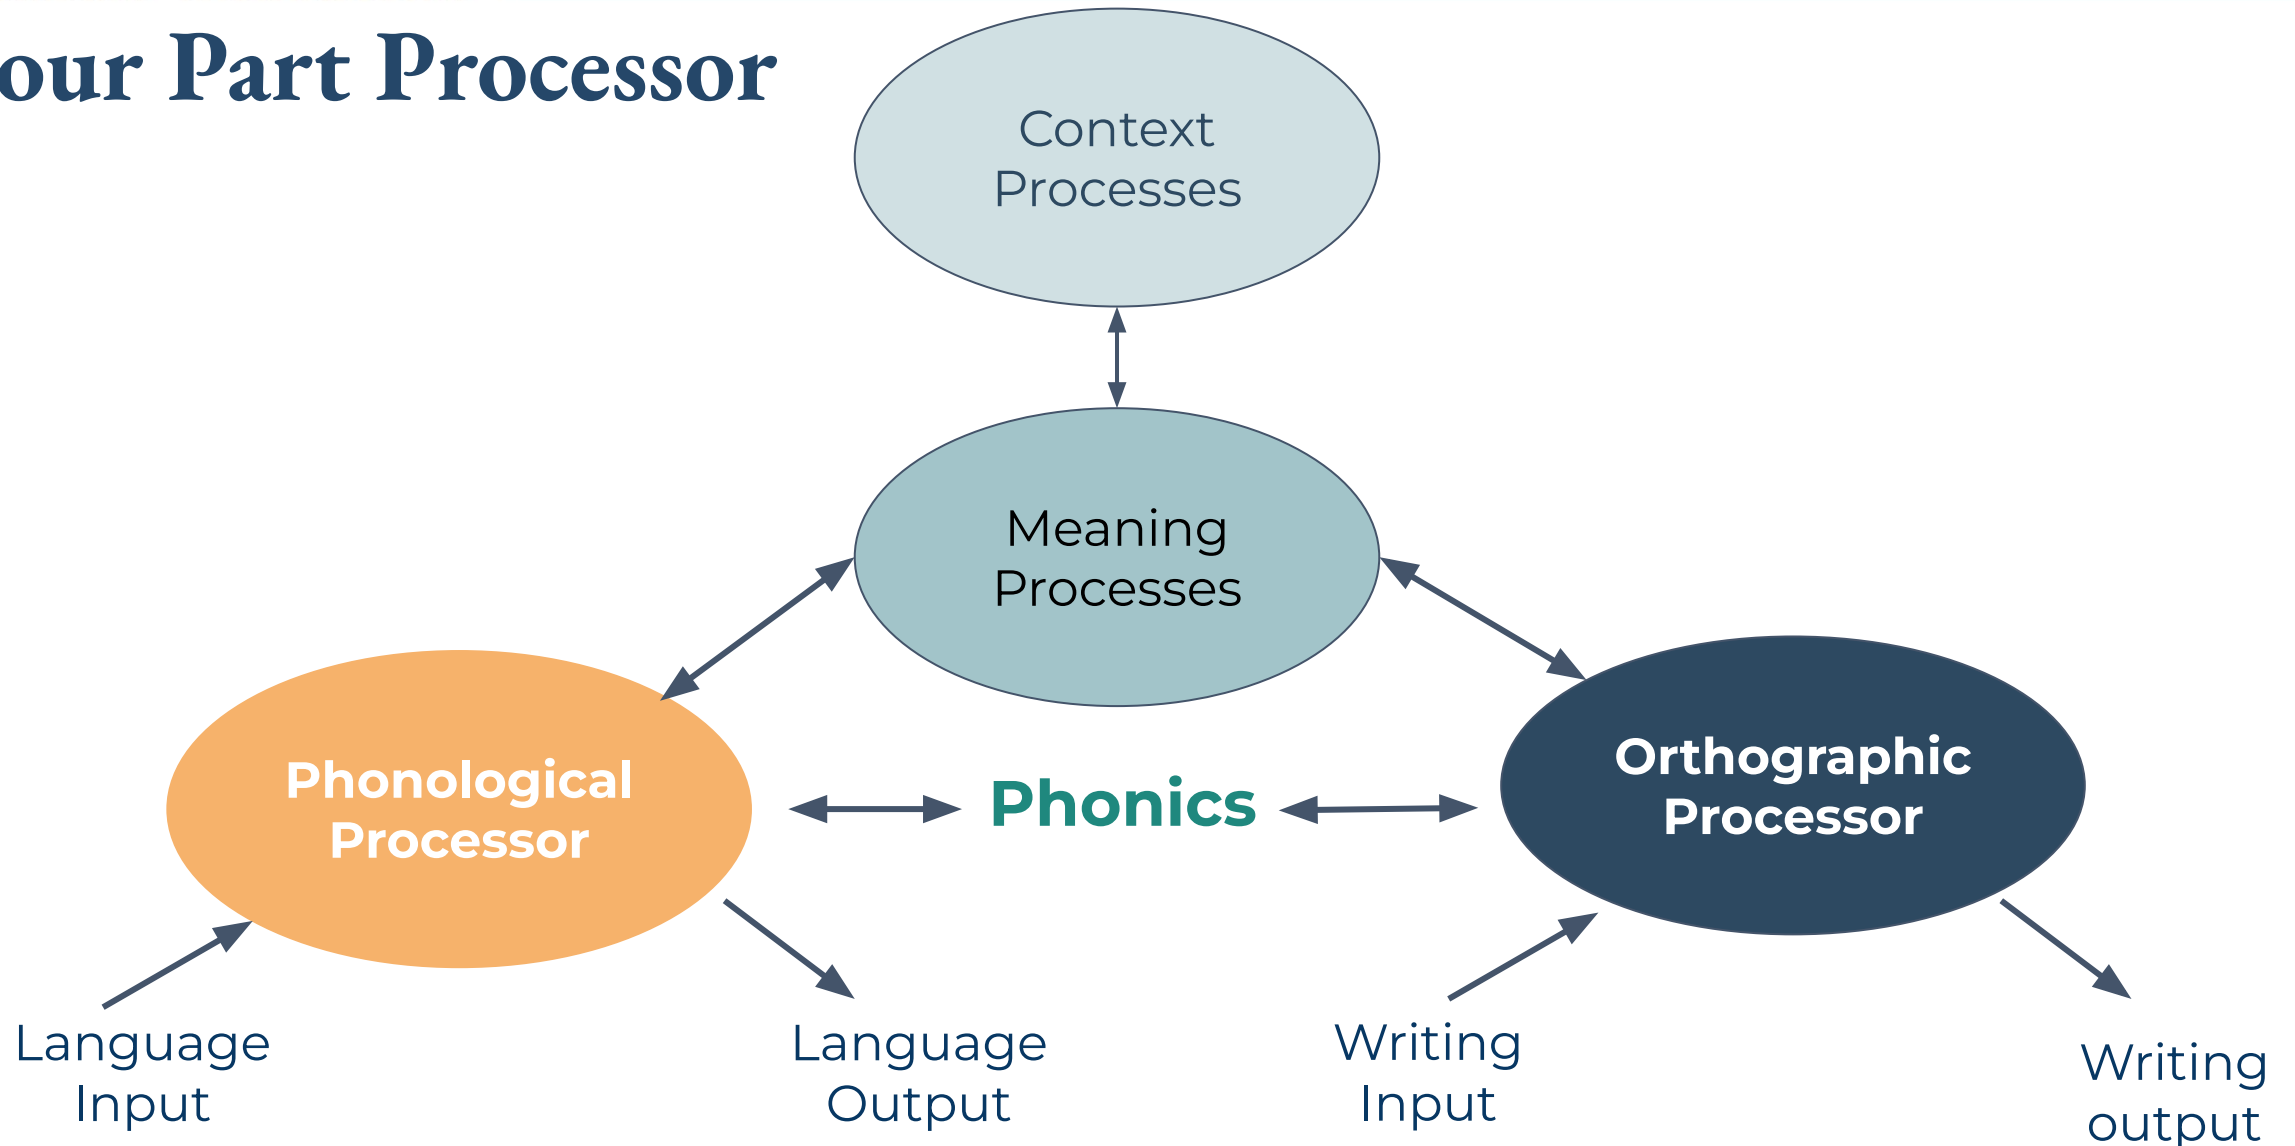 our Part Processor
Context
Processes
Meaning
Processes
Phonological
Processor
Phonics
Orthographic
Processor
Language
Input
Language
Output
Writing
Input
Writing
output